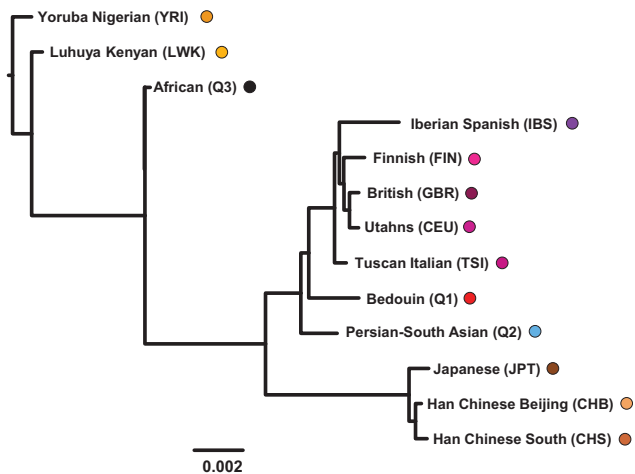 Yoruba Nigerian (YRI)
Luhuya Kenyan (LWK)
African (Q3)
Iberian Spanish (IBS)
Finnish (FIN)
British (GBR)
Utahns (CEU)
Tuscan Italian (TSI)
Bedouin (Q1)
Persian-South Asian (Q2)
Japanese (JPT)
Han Chinese Beijing (CHB)
Han Chinese South (CHS)
0.002